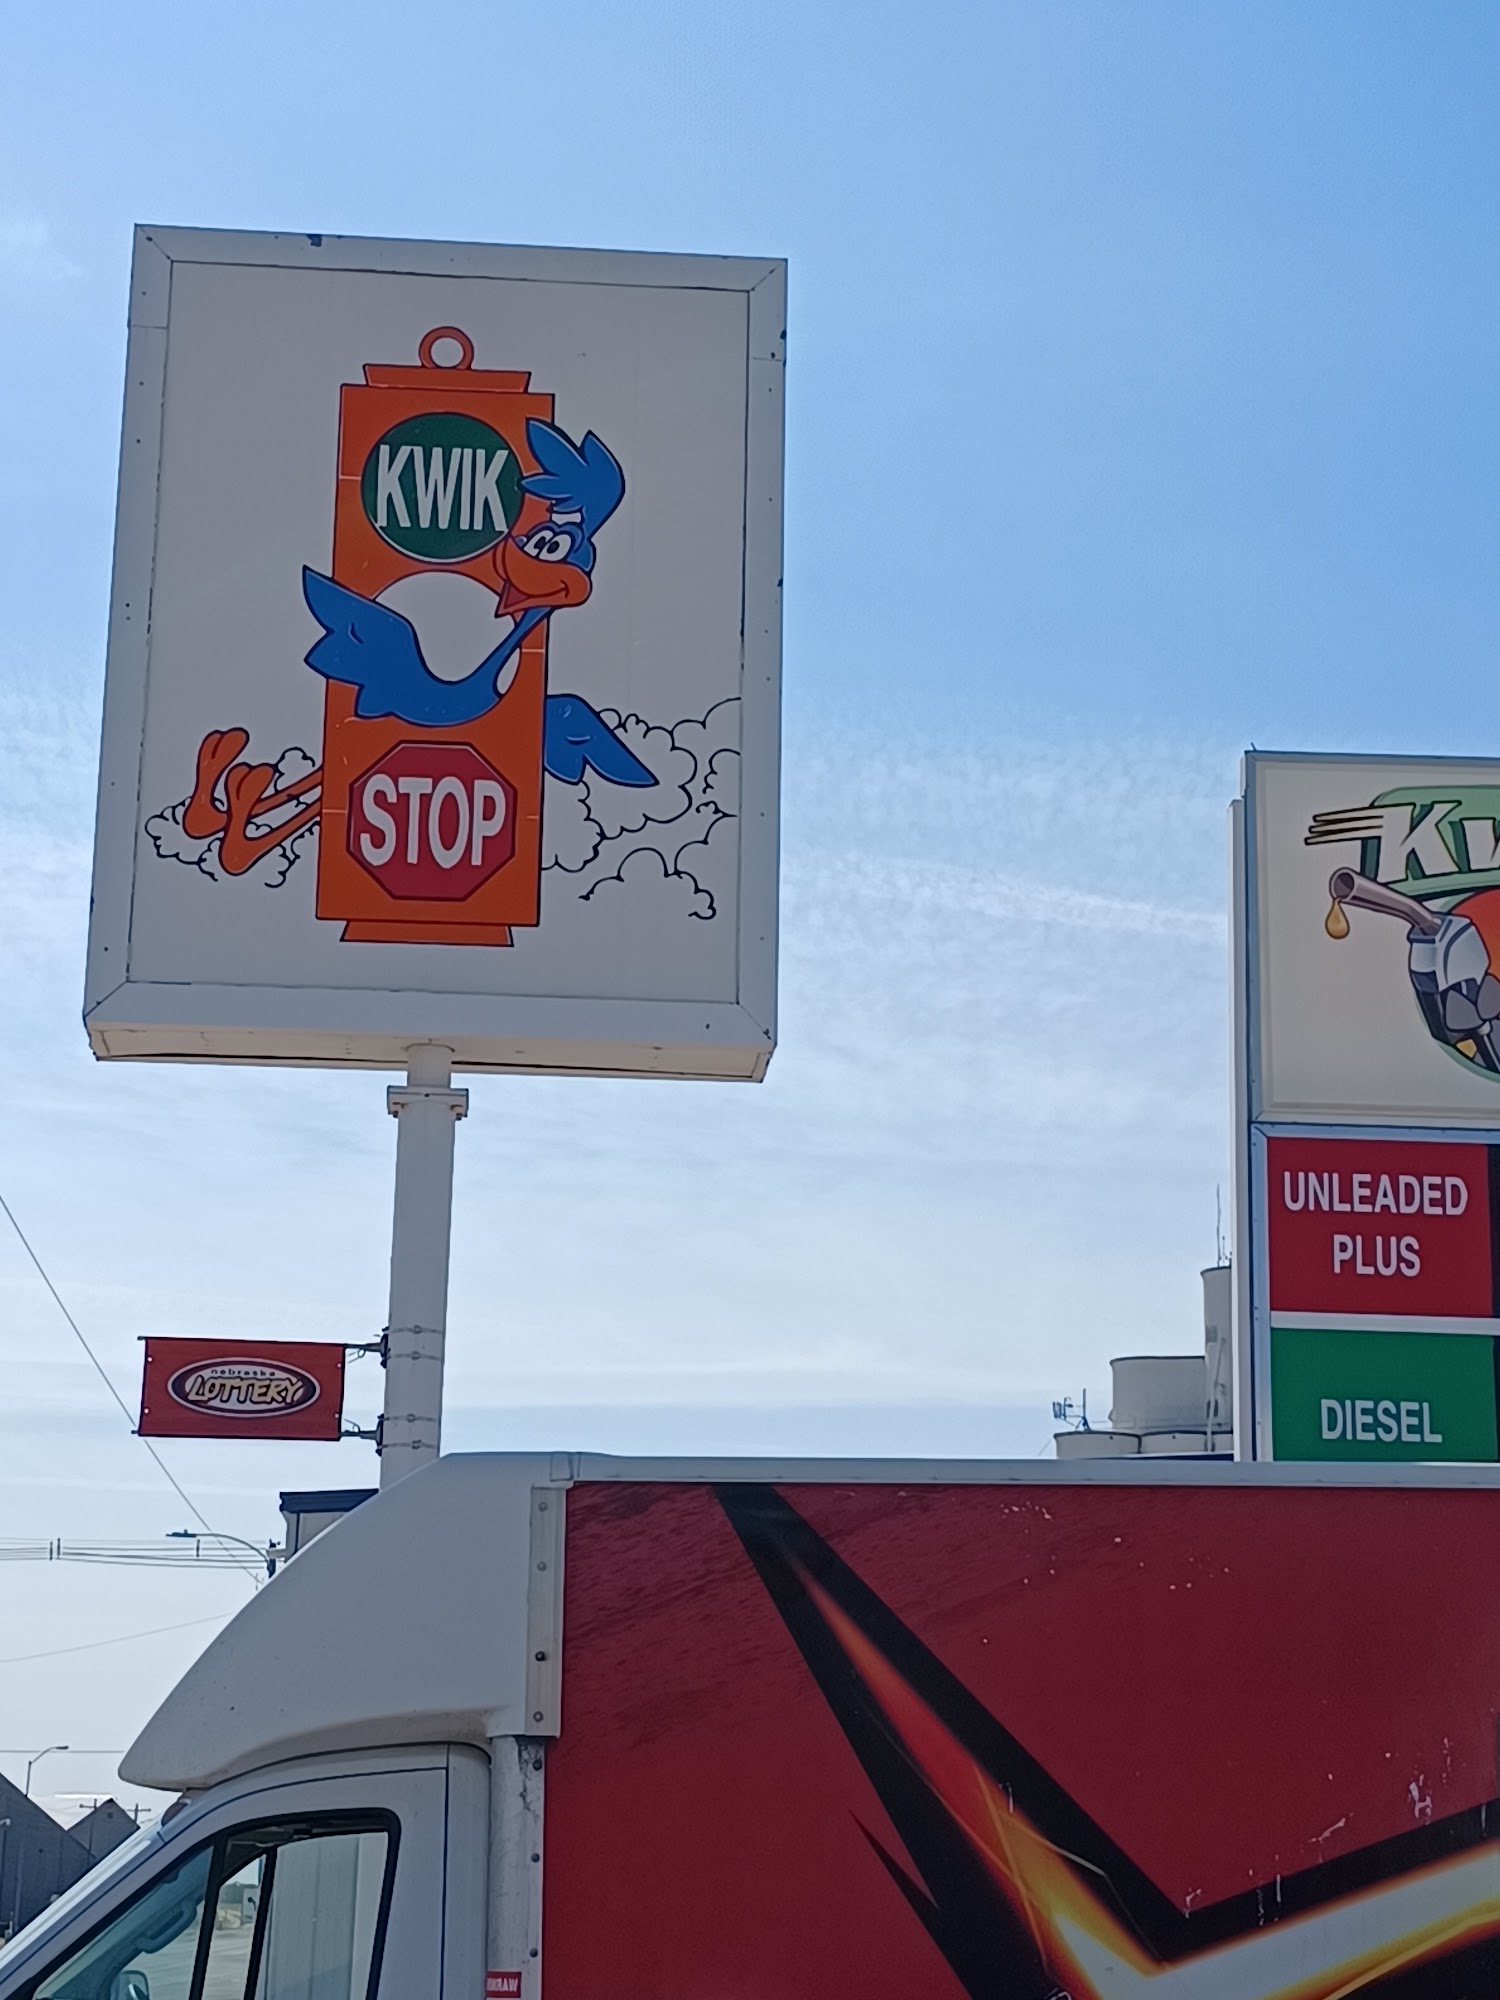 KWIK
STOP
UNLEADED
PLUS
DIESEL
nebraska
LOTTERY